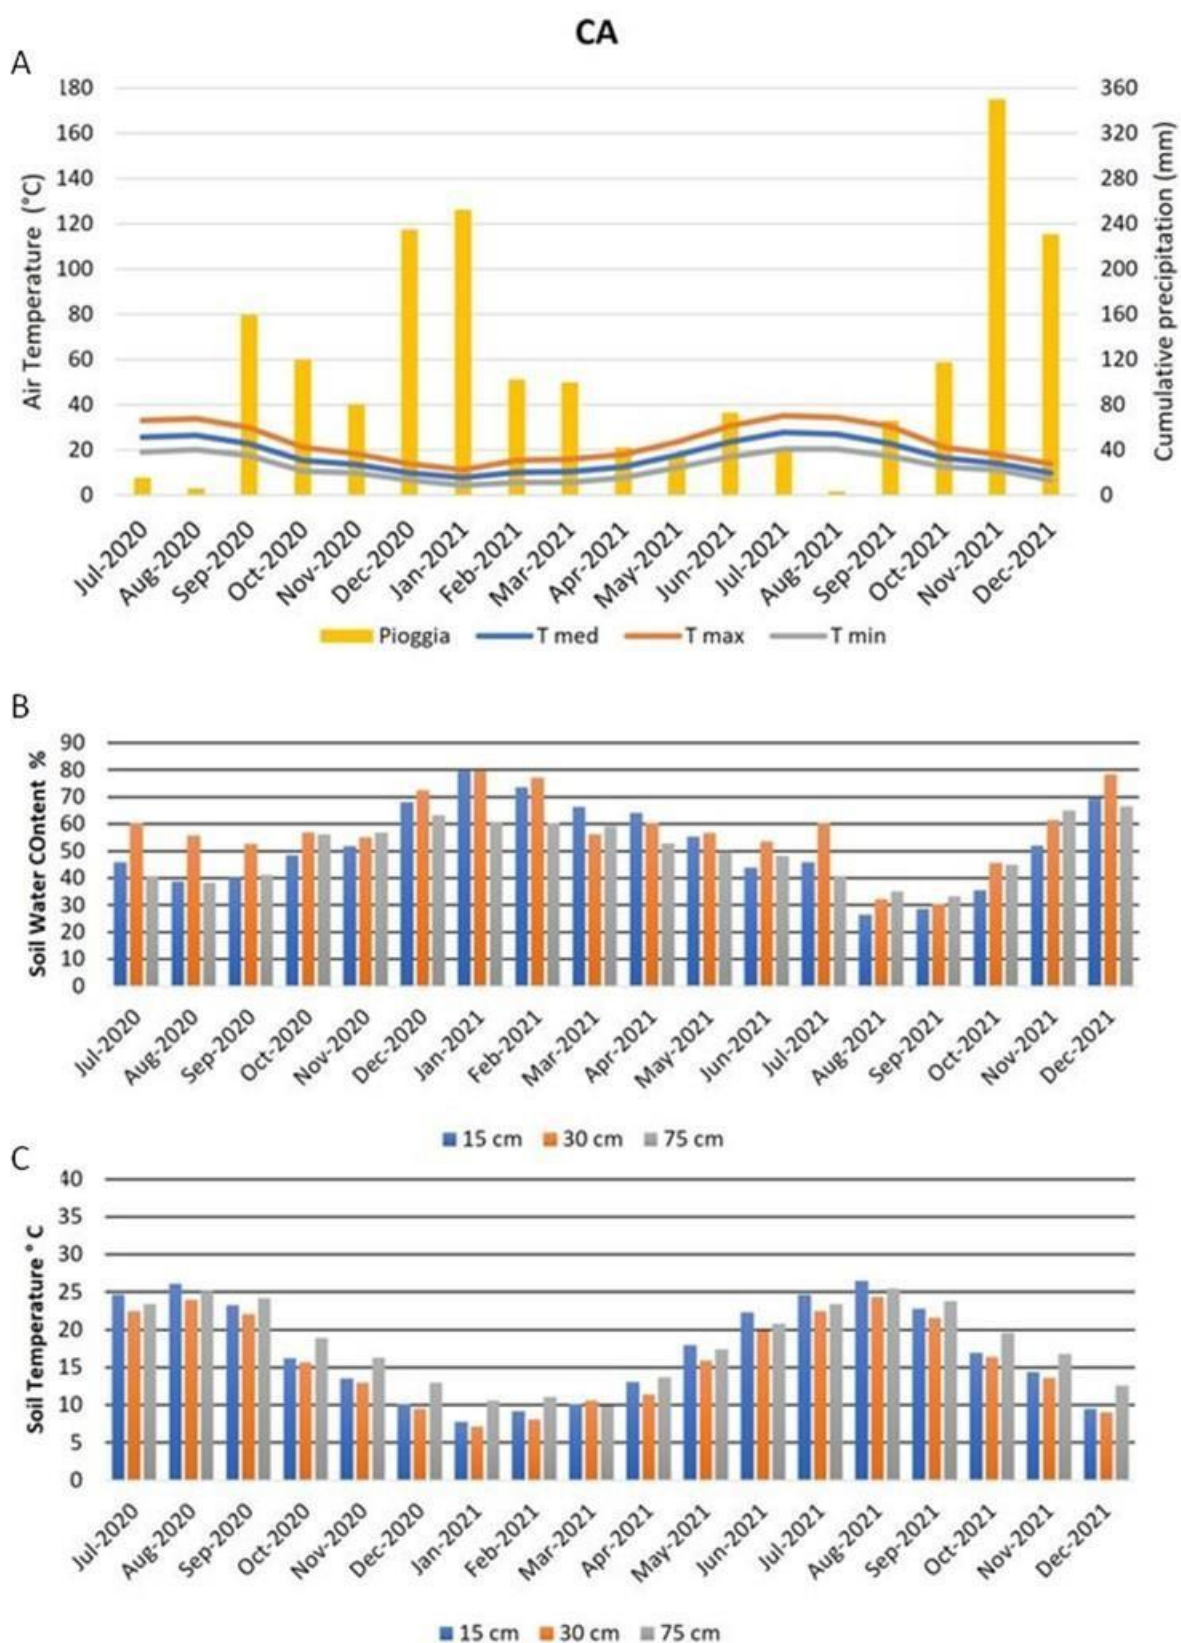 CA
A
180 360
160 320
140 280
120 240
100 200
80 160
60 120
40 80
20 40
0 0
Air Temperature (°C)
Cumulative precipitation (mm)
Jul-2020 Aug-2020 Sep-2020 Oct-2020 Nov-2020 Dec-2020 Jan-2021 Feb-2021 Mar-2021 Apr-2021 May-2021 Jun-2021 Jul-2021 Aug-2021 Sep-2021 Oct-2021 Nov-2021 Dec-2021
Pioggia T med T max T min
B
90
80
70
60
50
40
30
20
10
0
Soil Water COntent %
Jul-2020 Aug-2020 Sep-2020 Oct-2020 Nov-2020 Dec-2020 Jan-2021 Feb-2021 Mar-2021 Apr-2021 May-2021 Jun-2021 Jul-2021 Aug-2021 Sep-2021 Oct-2021 Nov-2021 Dec-2021
15 cm 30 cm 75 cm
C
40
35
30
25
20
15
10
5
0
Soil Temperature ° C
Jul-2020 Aug-2020 Sep-2020 Oct-2020 Nov-2020 Dec-2020 Jan-2021 Feb-2021 Mar-2021 Apr-2021 May-2021 Jun-2021 Jul-2021 Aug-2021 Sep-2021 Oct-2021 Nov-2021 Dec-2021
15 cm 30 cm 75 cm